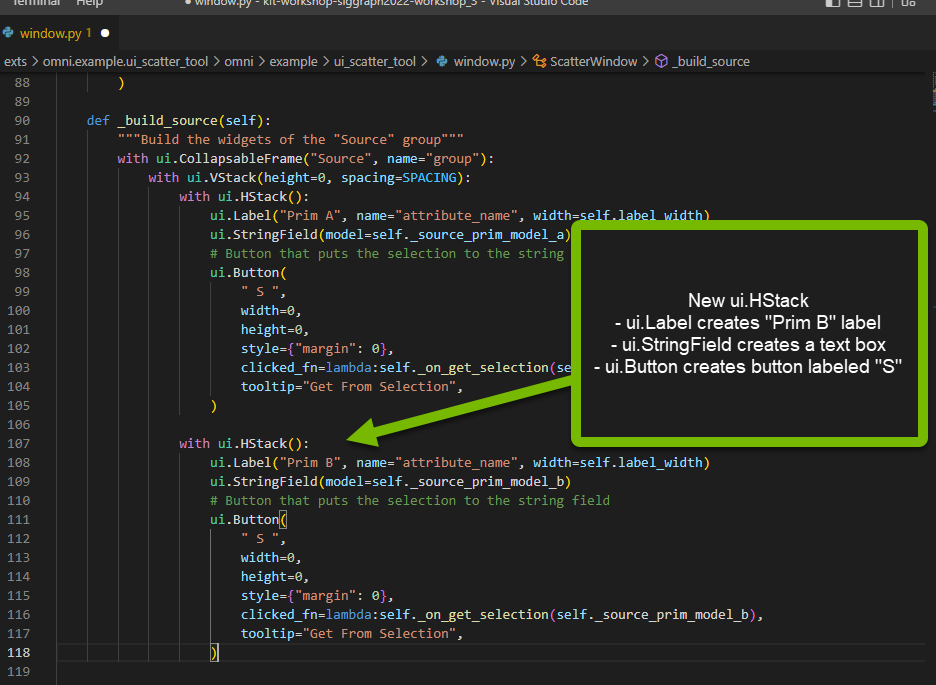 Terminal Help ● window.py - kit-workshop-siggraph2022-workshop_3 - Visual Studio Code
window.py 1 ●
exts > omni.example.ui_scatter_tool > omni > example > ui_scatter_tool > window.py > ScatterWindow > _build_source
88 )
89
90 def _build_source(self):
91 """Build the widgets of the "Source" group"""
92 with ui.CollapsableFrame("Source", name="group"):
93 with ui.VStack(height=0, spacing=SPACING):
94 with ui.HStack():
95 ui.Label("Prim A", name="attribute_name", width=self.label_width)
96 ui.StringField(model=self._source_prim_model_a)
97 # Button that puts the selection to the string
98 ui.Button(
99 " S ",
100 width=0,
101 height=0,
102 style={"margin": 0},
103 clicked_fn=lambda:self._on_get_selection(se
104 tooltip="Get From Selection",
105 )
106
107 with ui.HStack():
108 ui.Label("Prim B", name="attribute_name", width=self.label_width)
109 ui.StringField(model=self._source_prim_model_b)
110 # Button that puts the selection to the string field
111 ui.Button(
112 " S ",
113 width=0,
114 height=0,
115 style={"margin": 0},
116 clicked_fn=lambda:self._on_get_selection(self._source_prim_model_b),
117 tooltip="Get From Selection",
118 )
119
New ui.HStack
- ui.Label creates "Prim B" label
- ui.StringField creates a text box
- ui.Button creates button labeled "S"